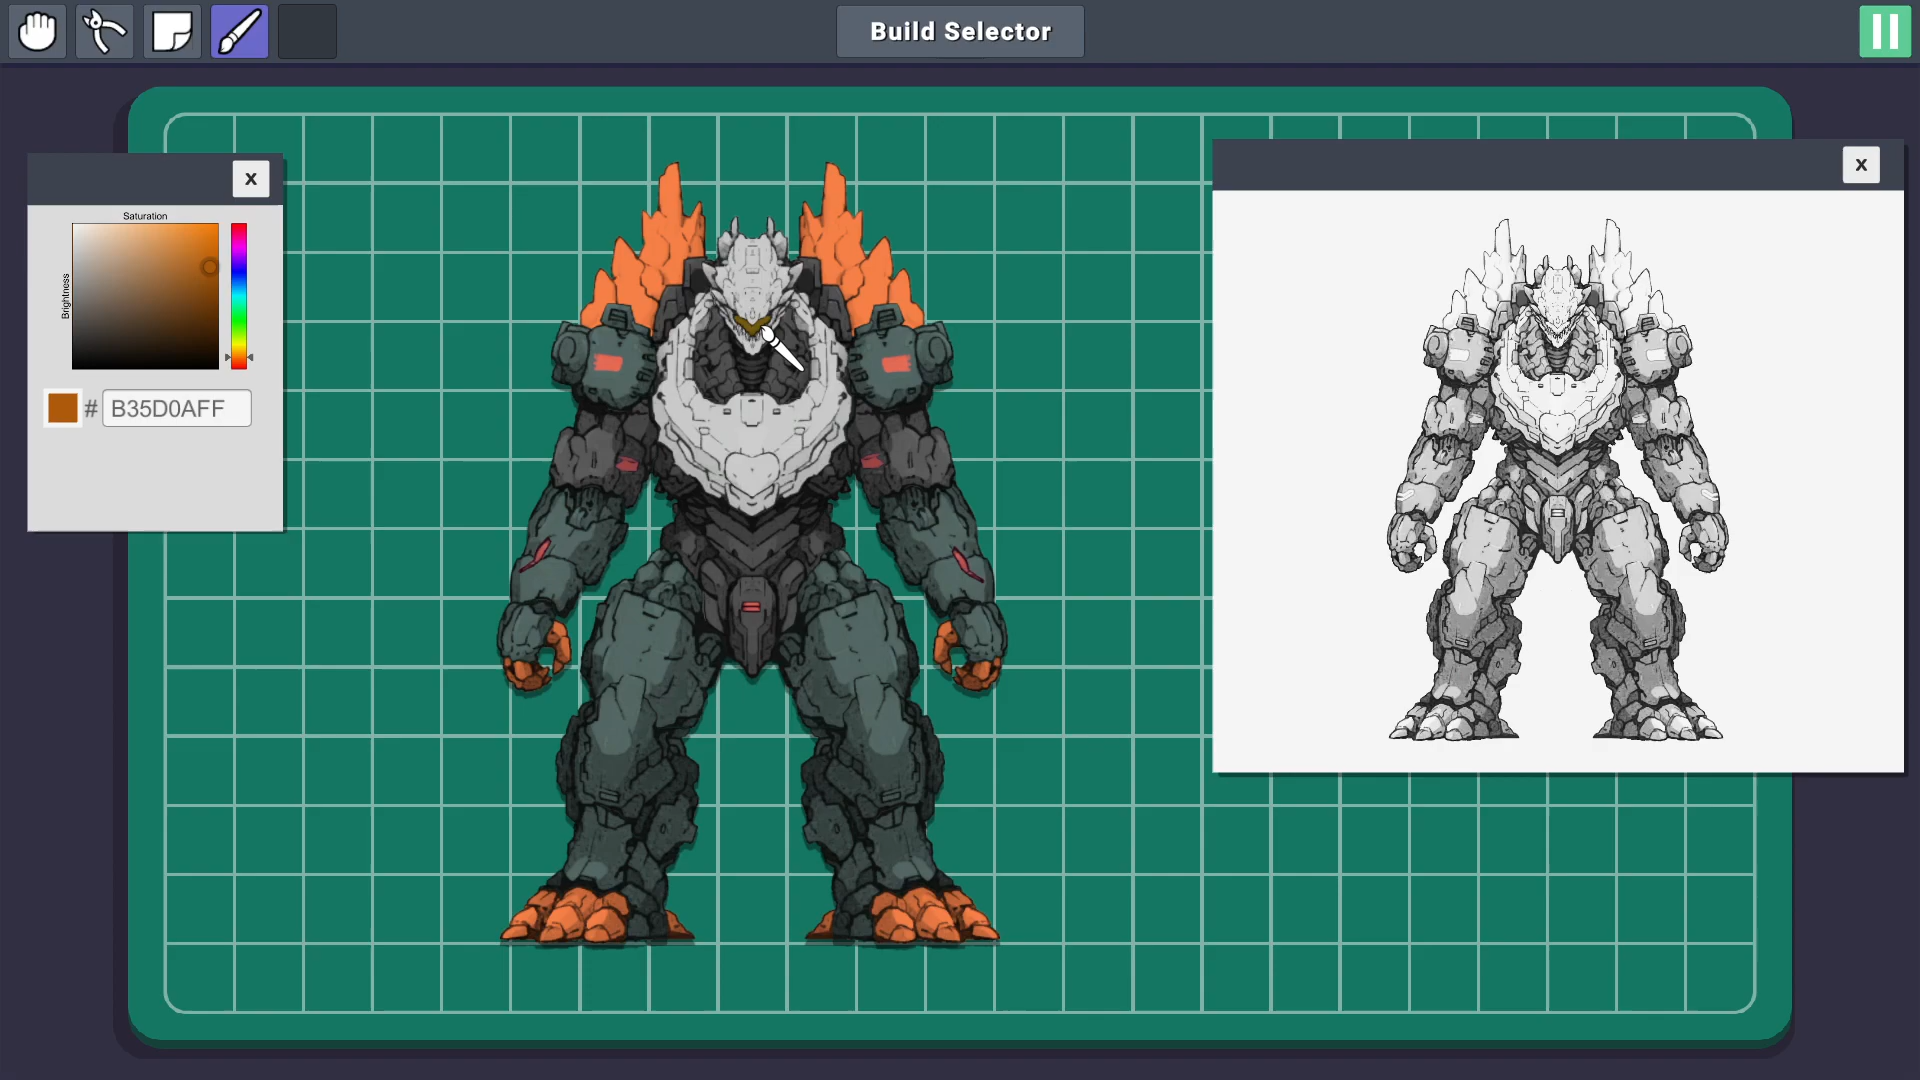 Build Selector
X
Saturation
Brightness
# B35D0AFF
X